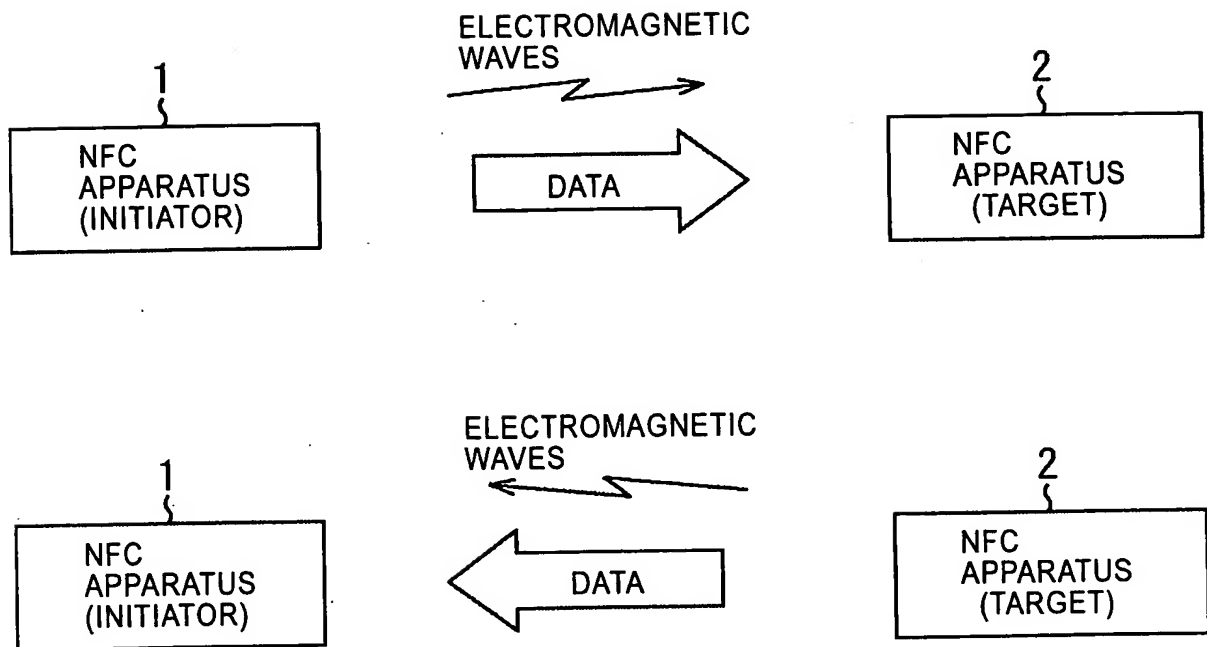 ELECTROMAGNETIC
WAVES
1
2
NFC
APPARATUS
(INITIATOR)
DATA
NFC
APPARATUS
(TARGET)
ELECTROMAGNETIC
WAVES
1
2
NFC
APPARATUS
(INITIATOR)
DATA
NFC
APPARATUS
(TARGET)